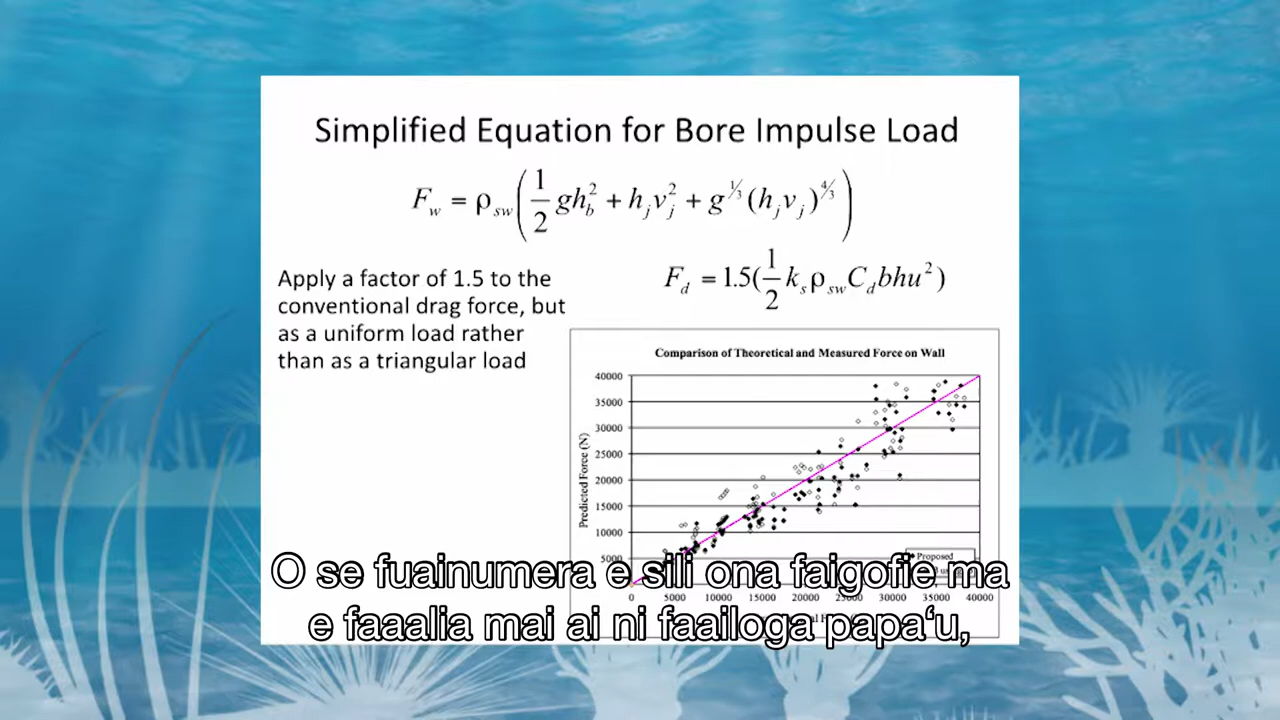 Simplified Equation for Bore Impulse Load
F_w = ρ_sw (1/2 gh_b^2 + h_j v_j^2 + g^1/3 (h_j v_j)^4/3)
Apply a factor of 1.5 to the
conventional drag force, but
as a uniform load rather
than as a triangular load
F_d = 1.5(1/2 k_s ρ_sw C_d bhu^2)
Comparison of Theoretical and Measured Force on Wall
Predicted Force (N)
40000
35000
30000
25000
20000
15000
10000
5000
Proposed
0 5000 10000 15000 20000 25000 30000 35000 40000
O se fuainumera e sili ona faigofie ma
e faaalia mai ai ni faailoga papa‘u,